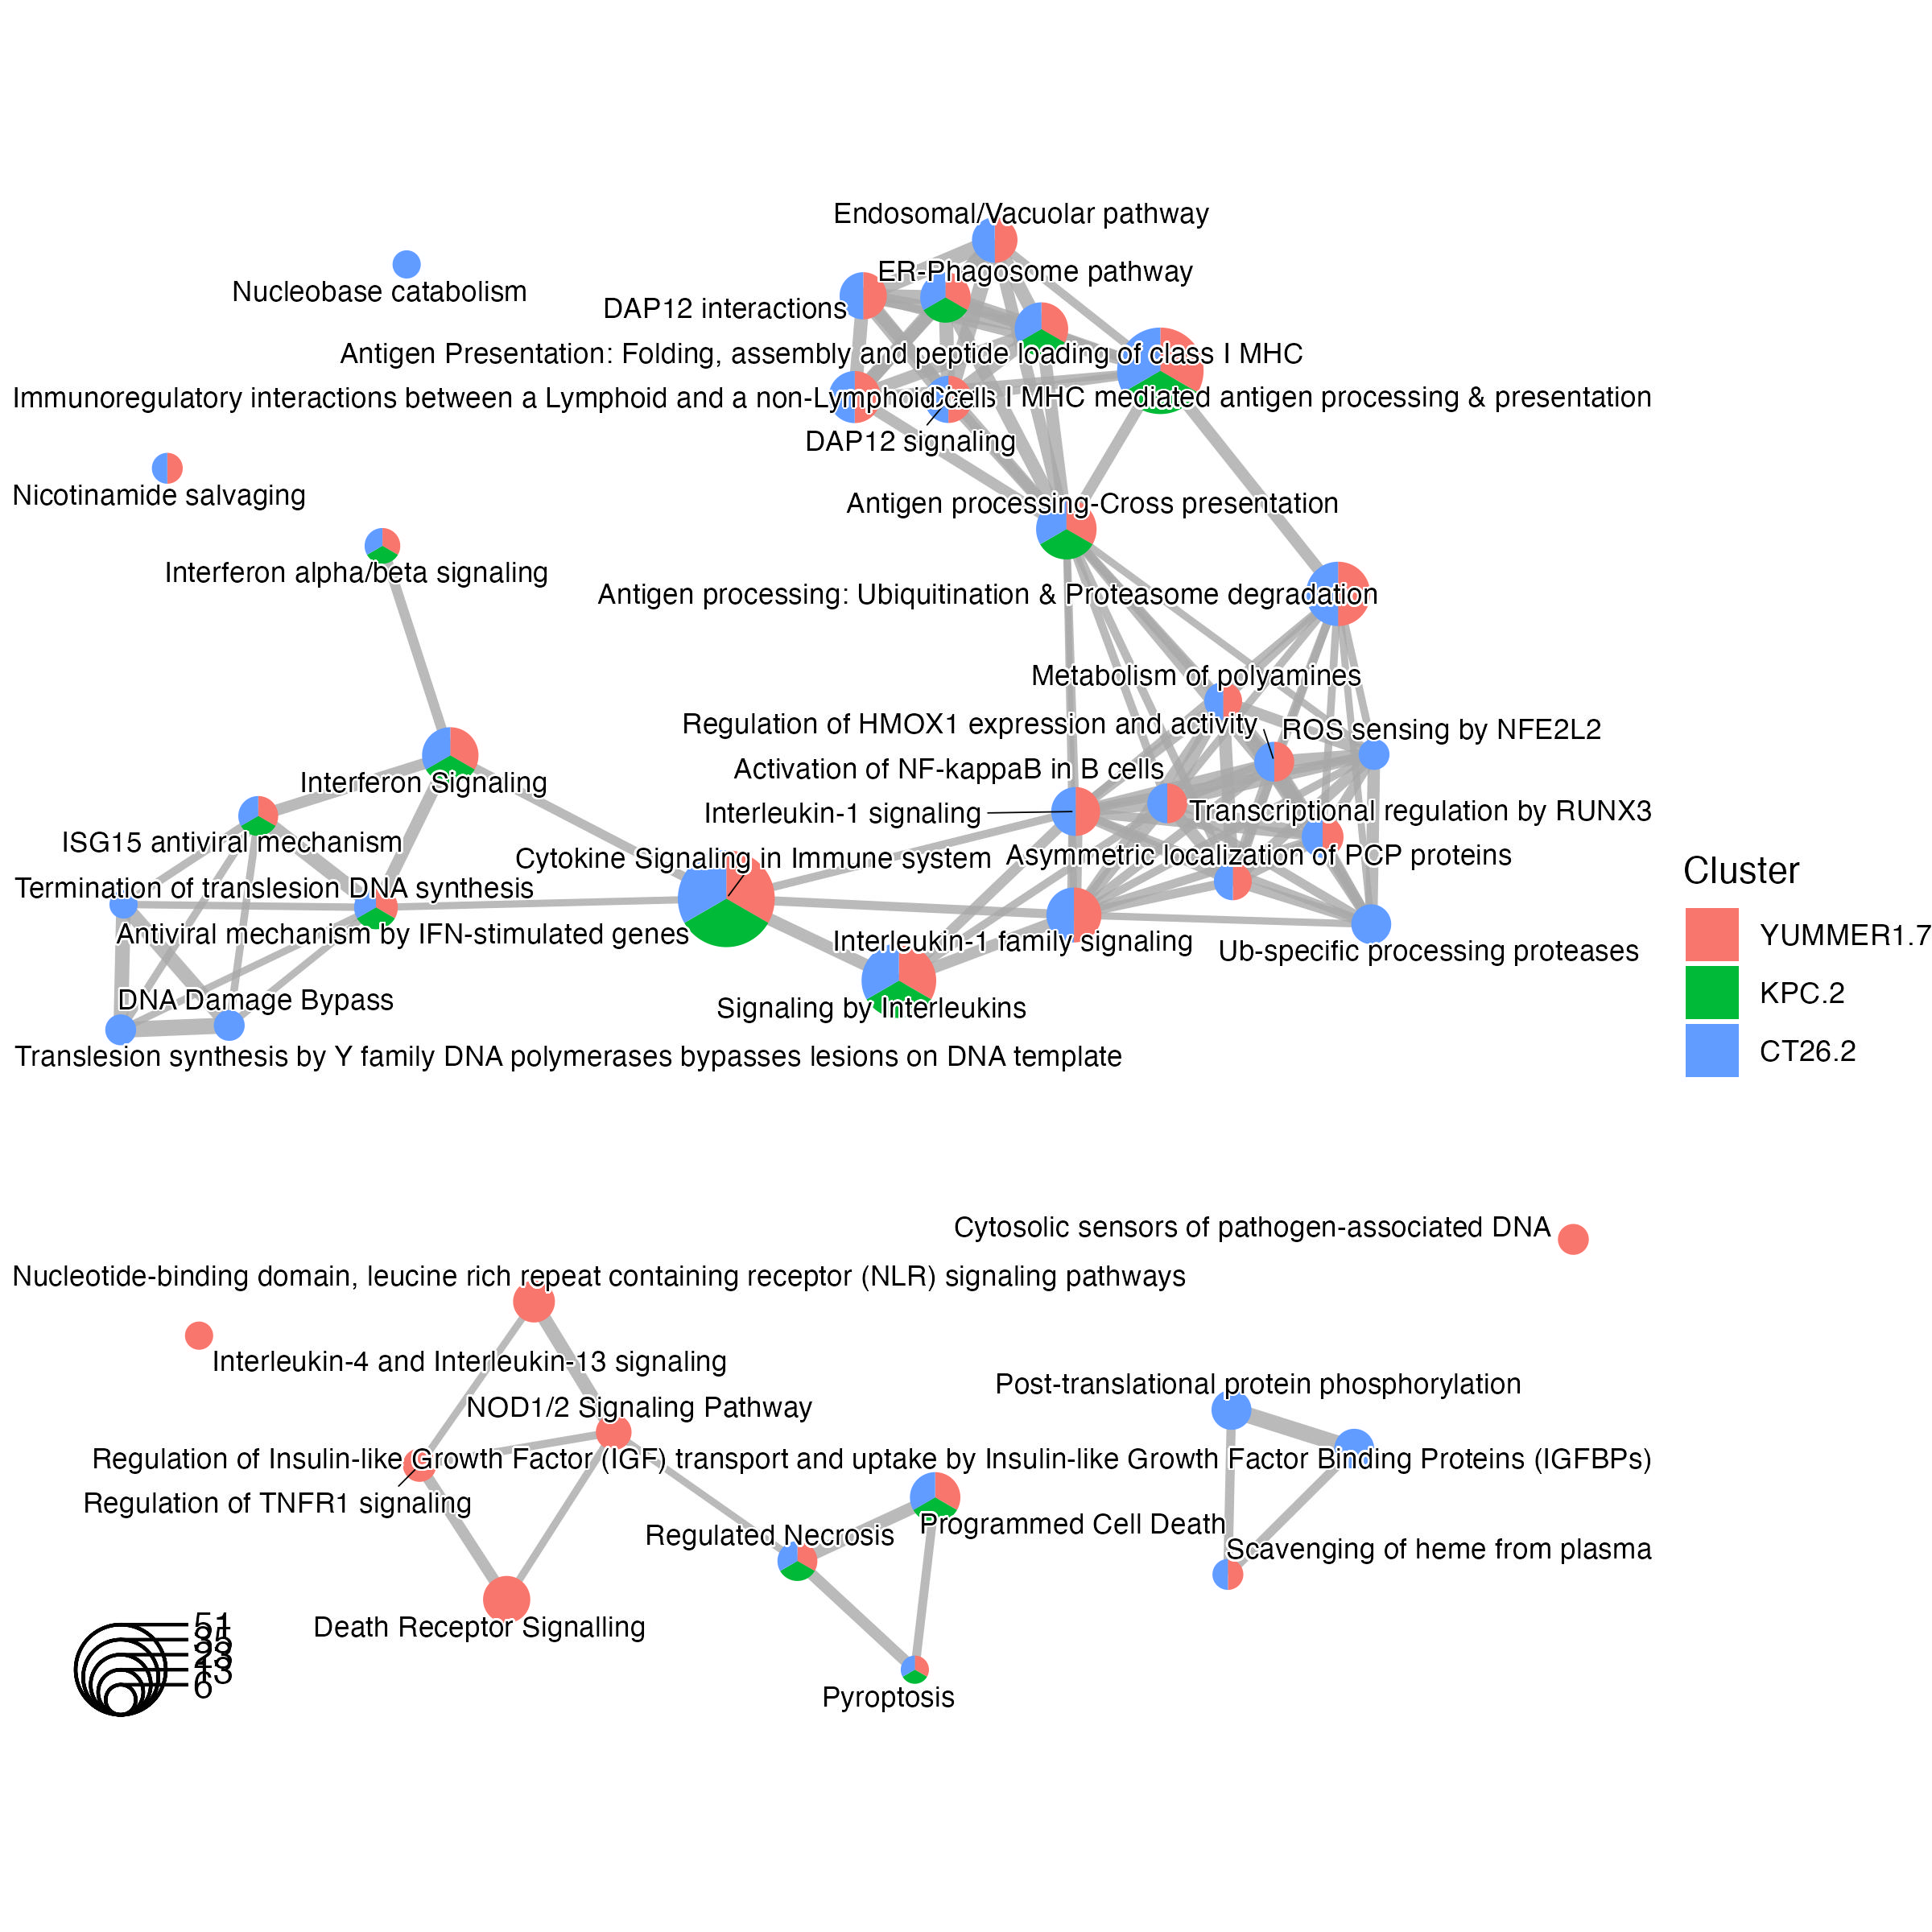 Endosomal/Vacuolar pathway
ER-Phagosome pathway
Nucleobase catabolism
DAP12 interactions
Antigen Presentation: Folding, assembly and peptide loading of class I MHC
Immunoregulatory interactions between a Lymphoid and a non-Lymphoid cells I MHC mediated antigen processing & presentation
DAP12 signaling
Nicotinamide salvaging
Antigen processing-Cross presentation
Interferon alpha/beta signaling
Antigen processing: Ubiquitination & Proteasome degradation
Metabolism of polyamines
Regulation of HMOX1 expression and activity
ROS sensing by NFE2L2
Activation of NF-kappaB in B cells
Interferon Signaling
Interleukin-1 signaling
Transcriptional regulation by RUNX3
ISG15 antiviral mechanism
Cytokine Signaling in Immune system
Asymmetric localization of PCP proteins
Cluster
Termination of translesion DNA synthesis
Antiviral mechanism by IFN-stimulated genes
YUMMER1.7
Interleukin-1 family signaling
Ub-specific processing proteases
KPC.2
DNA Damage Bypass
Signaling by Interleukins
CT26.2
Translesion synthesis by Y family DNA polymerases bypasses lesions on DNA template
Cytosolic sensors of pathogen-associated DNA
Nucleotide-binding domain, leucine rich repeat containing receptor (NLR) signaling pathways
Interleukin-4 and Interleukin-13 signaling
Post-translational protein phosphorylation
NOD1/2 Signaling Pathway
Regulation of Insulin-like Growth Factor (IGF) transport and uptake by Insulin-like Growth Factor Binding Proteins (IGFBPs)
Regulation of TNFR1 signaling
Programmed Cell Death
Regulated Necrosis
Scavenging of heme from plasma
Death Receptor Signalling
51
13
6
Pyroptosis